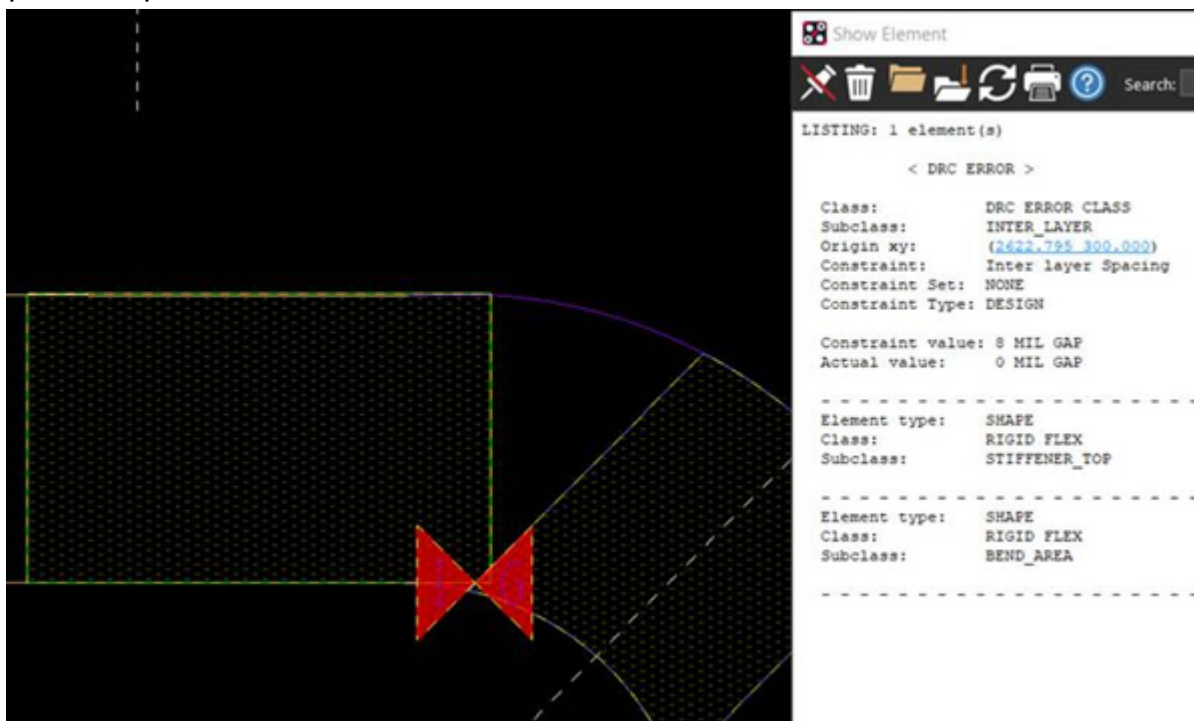 Show Element
Search:
LISTING: 1 element(s)
< DRC ERROR >
Class: DRC ERROR CLASS
Subclass: INTER_LAYER
Origin xy: (2622.795 300.000)
Constraint: Inter layer Spacing
Constraint Set: NONE
Constraint Type: DESIGN
Constraint value: 8 MIL GAP
Actual value: 0 MIL GAP
- - - - - - - - - - - - - - - - - - - - - -
Element type: SHAPE
Class: RIGID FLEX
Subclass: STIFFENER_TOP
- - - - - - - - - - - - - - - - - - - - - -
Element type: SHAPE
Class: RIGID FLEX
Subclass: BEND_AREA
- - - - - - - - - - - - - - - - - - - - - -
I G